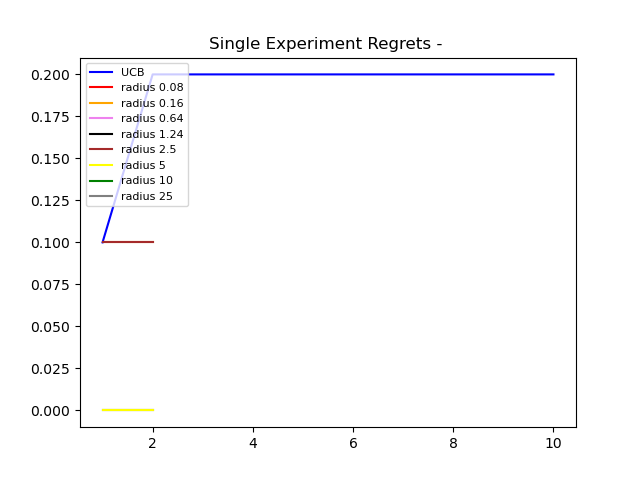 Single Experiment Regrets -
0.200
0.175
0.150
0.125
0.100
0.075
0.050
0.025
0.000
UCB
radius 0.08
radius 0.16
radius 0.64
radius 1.24
radius 2.5
radius 5
radius 10
radius 25
2
4
6
8
10